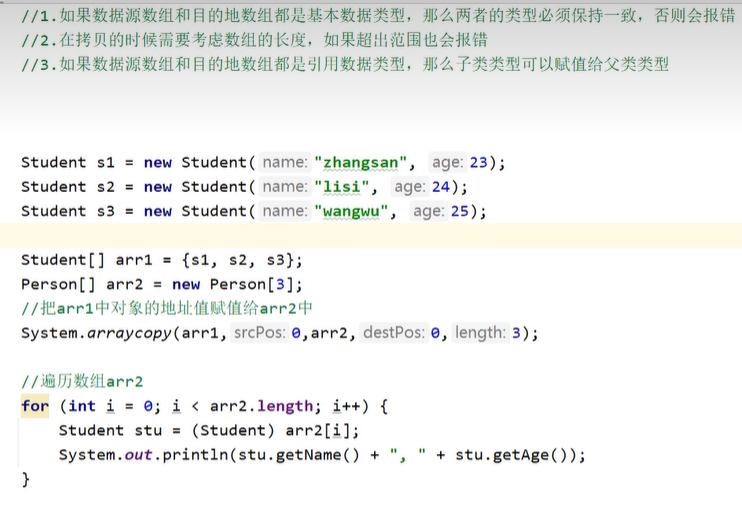 //1.如果数据源数组和目的地数组都是基本数据类型，那么两者的类型必须保持一致，否则会报错
//2.在拷贝的时候需要考虑数组的长度，如果超出范围也会报错
//3.如果数据源数组和目的地数组都是引用数据类型，那么子类类型可以赋值给父类类型
Student s1 = new Student( name: "zhangsan", age: 23);
Student s2 = new Student( name: "lisi", age: 24);
Student s3 = new Student( name: "wangwu", age: 25);
Student[] arr1 = {s1, s2, s3};
Person[] arr2 = new Person[3];
//把arr1中对象的地址值赋值给arr2中
System.arraycopy(arr1, srcPos: 0,arr2, destPos: 0, length: 3);
//遍历数组arr2
for (int i = 0; i < arr2.length; i++) {
Student stu = (Student) arr2[i];
System.out.println(stu.getName() + ", " + stu.getAge());
}